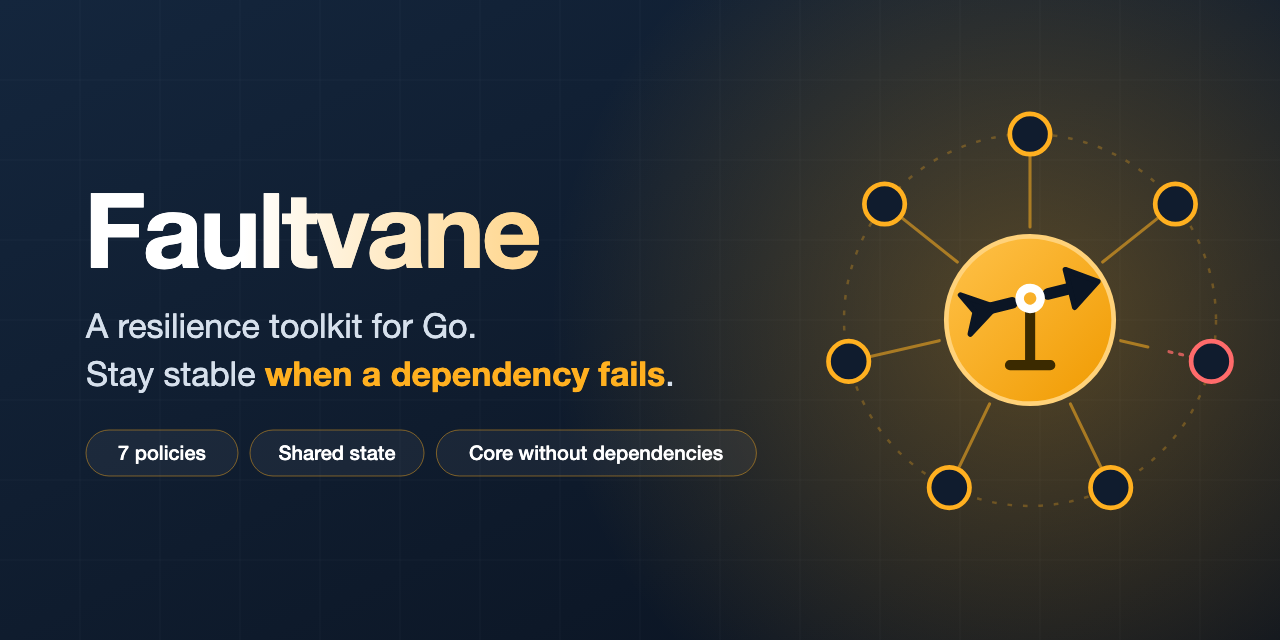 Faultvane
A resilience toolkit for Go.
Stay stable when a dependency fails.
7 policies
Shared state
Core without dependencies